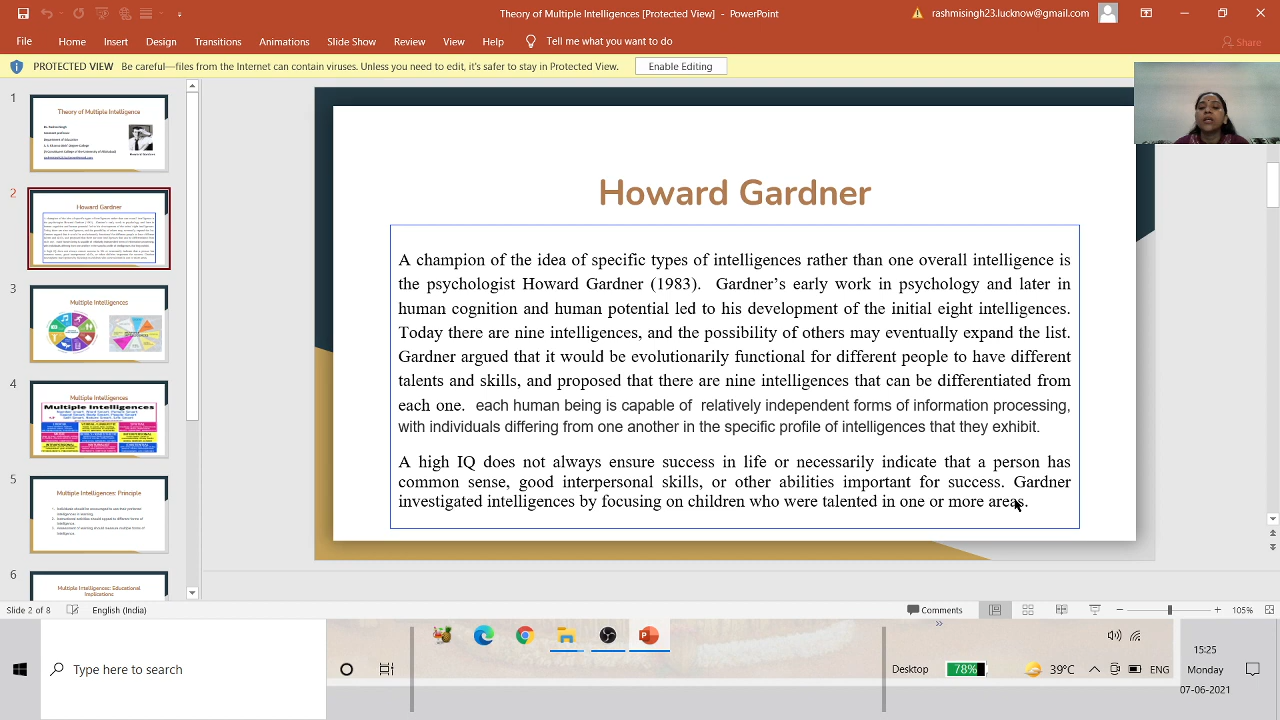 Theory of Multiple Intelligences [Protected View] - PowerPoint
rashmisingh23.lucknow@gmail.com
File Home Insert Design Transitions Animations Slide Show Review View Help Tell me what you want to do Share
PROTECTED VIEW Be careful—files from the Internet can contain viruses. Unless you need to edit, it's safer to stay in Protected View. Enable Editing
1
Theory of Multiple Intelligence
2
Howard Gardner
3
Multiple Intelligences
4
Multiple Intelligences
5
Multiple Intelligences: Principle
6
Multiple Intelligences: Educational
Implications
Howard Gardner
A champion of the idea of specific types of intelligences rather than one overall intelligence is
the psychologist Howard Gardner (1983). Gardner's early work in psychology and later in
human cognition and human potential led to his development of the initial eight intelligences.
Today there are nine intelligences, and the possibility of others may eventually expand the list.
Gardner argued that it would be evolutionarily functional for different people to have different
talents and skills, and proposed that there are nine intelligences that can be differentiated from
each one. each human being is capable of relatively independent forms of information processing,
with individuals differing from one another in the specific profile of intelligences that they exhibit.
A high IQ does not always ensure success in life or necessarily indicate that a person has
common sense, good interpersonal skills, or other abilities important for success. Gardner
investigated intelligences by focusing on children who were talented in one or more areas.
Slide 2 of 8 English (India) Comments 105%
Type here to search
Desktop 78% 39°C ENG
15:25
Monday
07-06-2021